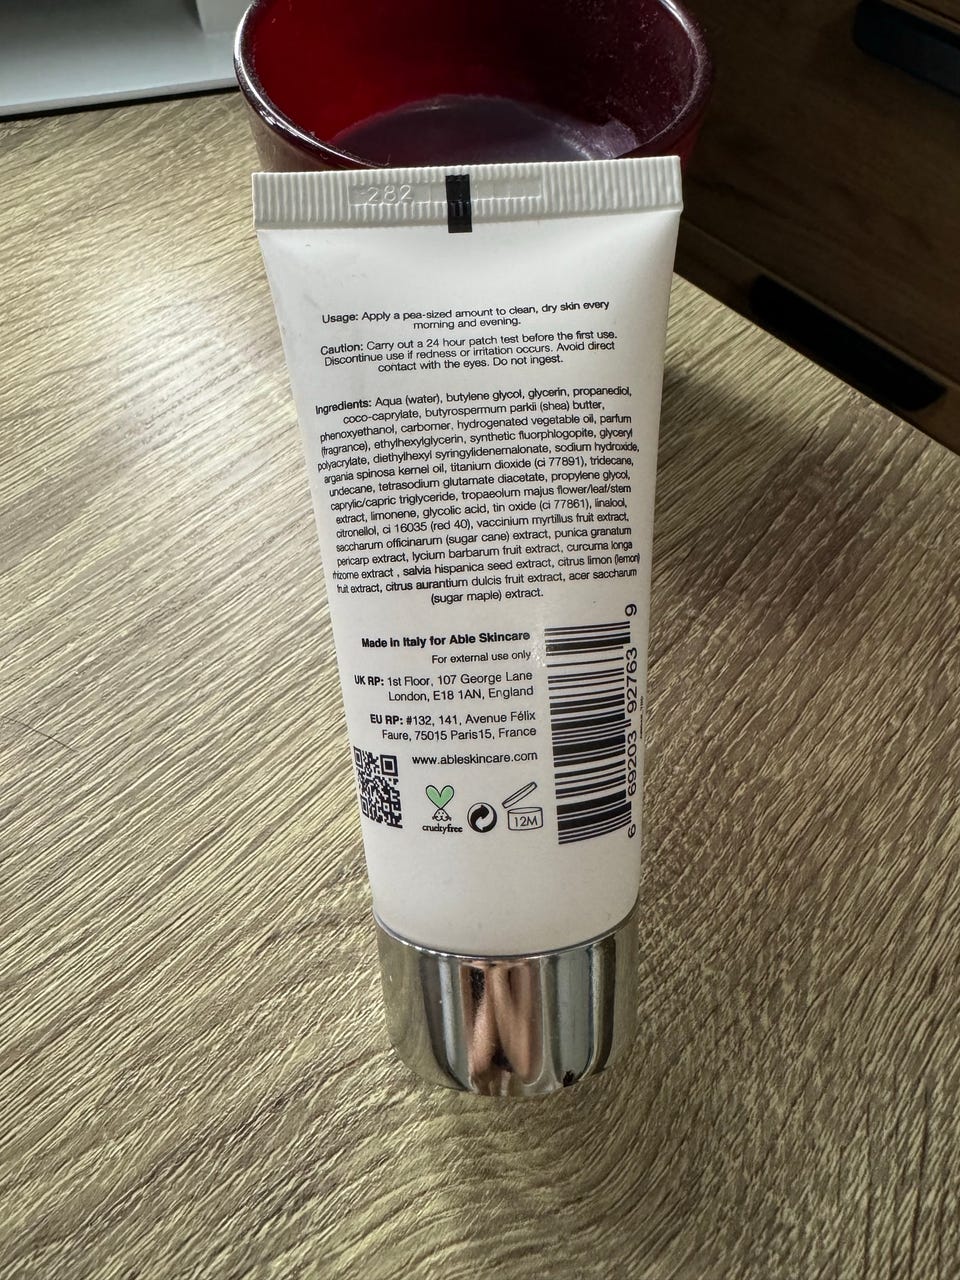 282
Usage: Apply a pea-sized amount to clean, dry skin every
morning and evening.
Caution: Carry out a 24 hour patch test before the first use.
Discontinue use if redness or irritation occurs. Avoid direct
contact with the eyes. Do not ingest.
Ingredients: Aqua (water), butylene glycol, glycerin, propanediol,
coco-caprylate, butyrospermum parkii (shea) butter,
phenoxyethanol, carbomer, hydrogenated vegetable oil, parfum
(fragrance), ethylhexylglycerin, synthetic fluorphlogopite, glyceryl
polyacrylate, diethylhexyl syringylidenemalonate, sodium hydroxide,
argania spinosa kernel oil, titanium dioxide (ci 77891), tridecane,
undecane, tetrasodium glutamate diacetate, propylene glycol,
caprylic/capric triglyceride, tropaeolum majus flower/leaf/stem
extract, limonene, glycolic acid, tin oxide (ci 77861), linalool,
citronellol, ci 16035 (red 40), vaccinium myrtillus fruit extract,
saccharum officinarum (sugar cane) extract, punica granatum
pericarp extract, lycium barbarum fruit extract, curcuma longa
rhizome extract , salvia hispanica seed extract, citrus limon (lemon)
fruit extract, citrus aurantium dulcis fruit extract, acer saccharum
(sugar maple) extract.
Made in Italy for Able Skincare
For external use only
UK RP: 1st Floor, 107 George Lane
London, E18 1AN, England
EU RP: #132, 141, Avenue Félix
Faure, 75015 Paris15, France
www.ableskincare.com
crueltyfree
12M
6 69203 92763 9